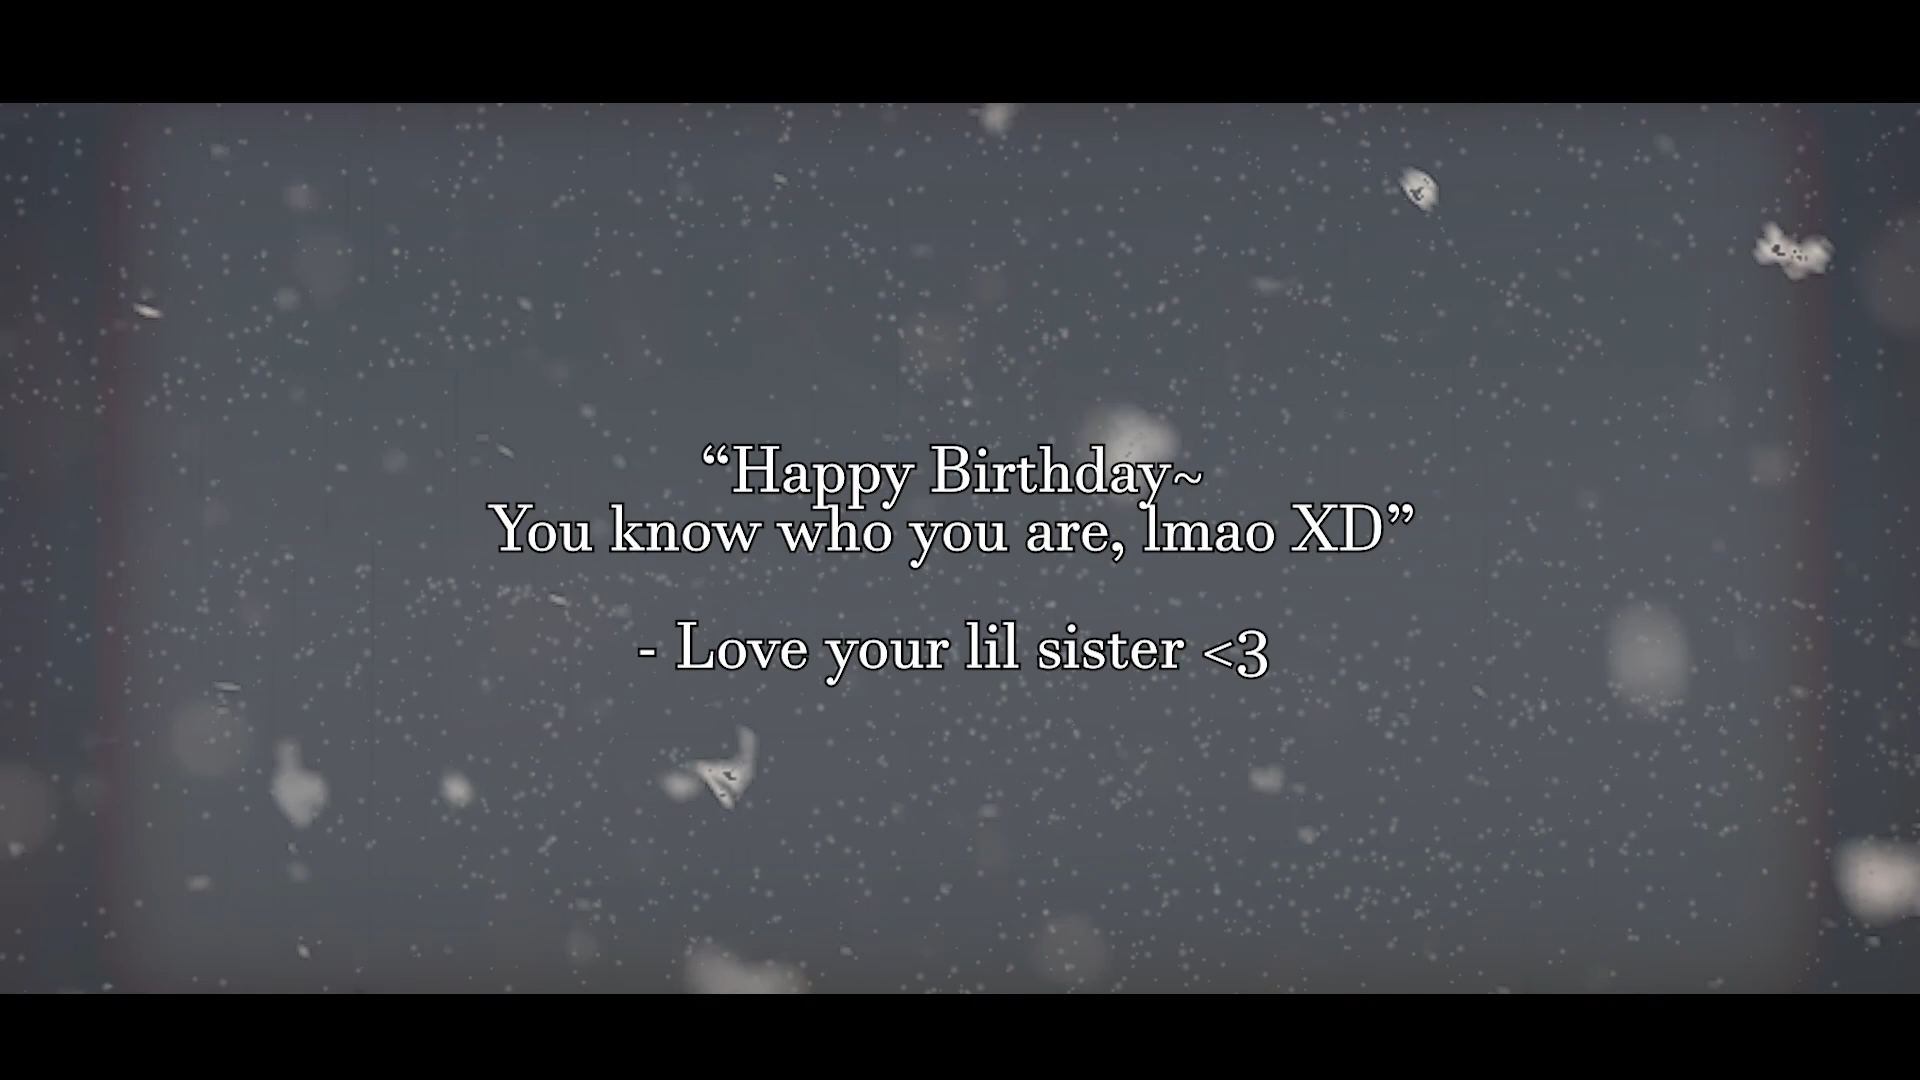 “Happy Birthday~
You know who you are, lmao XD”
- Love your lil sister <3